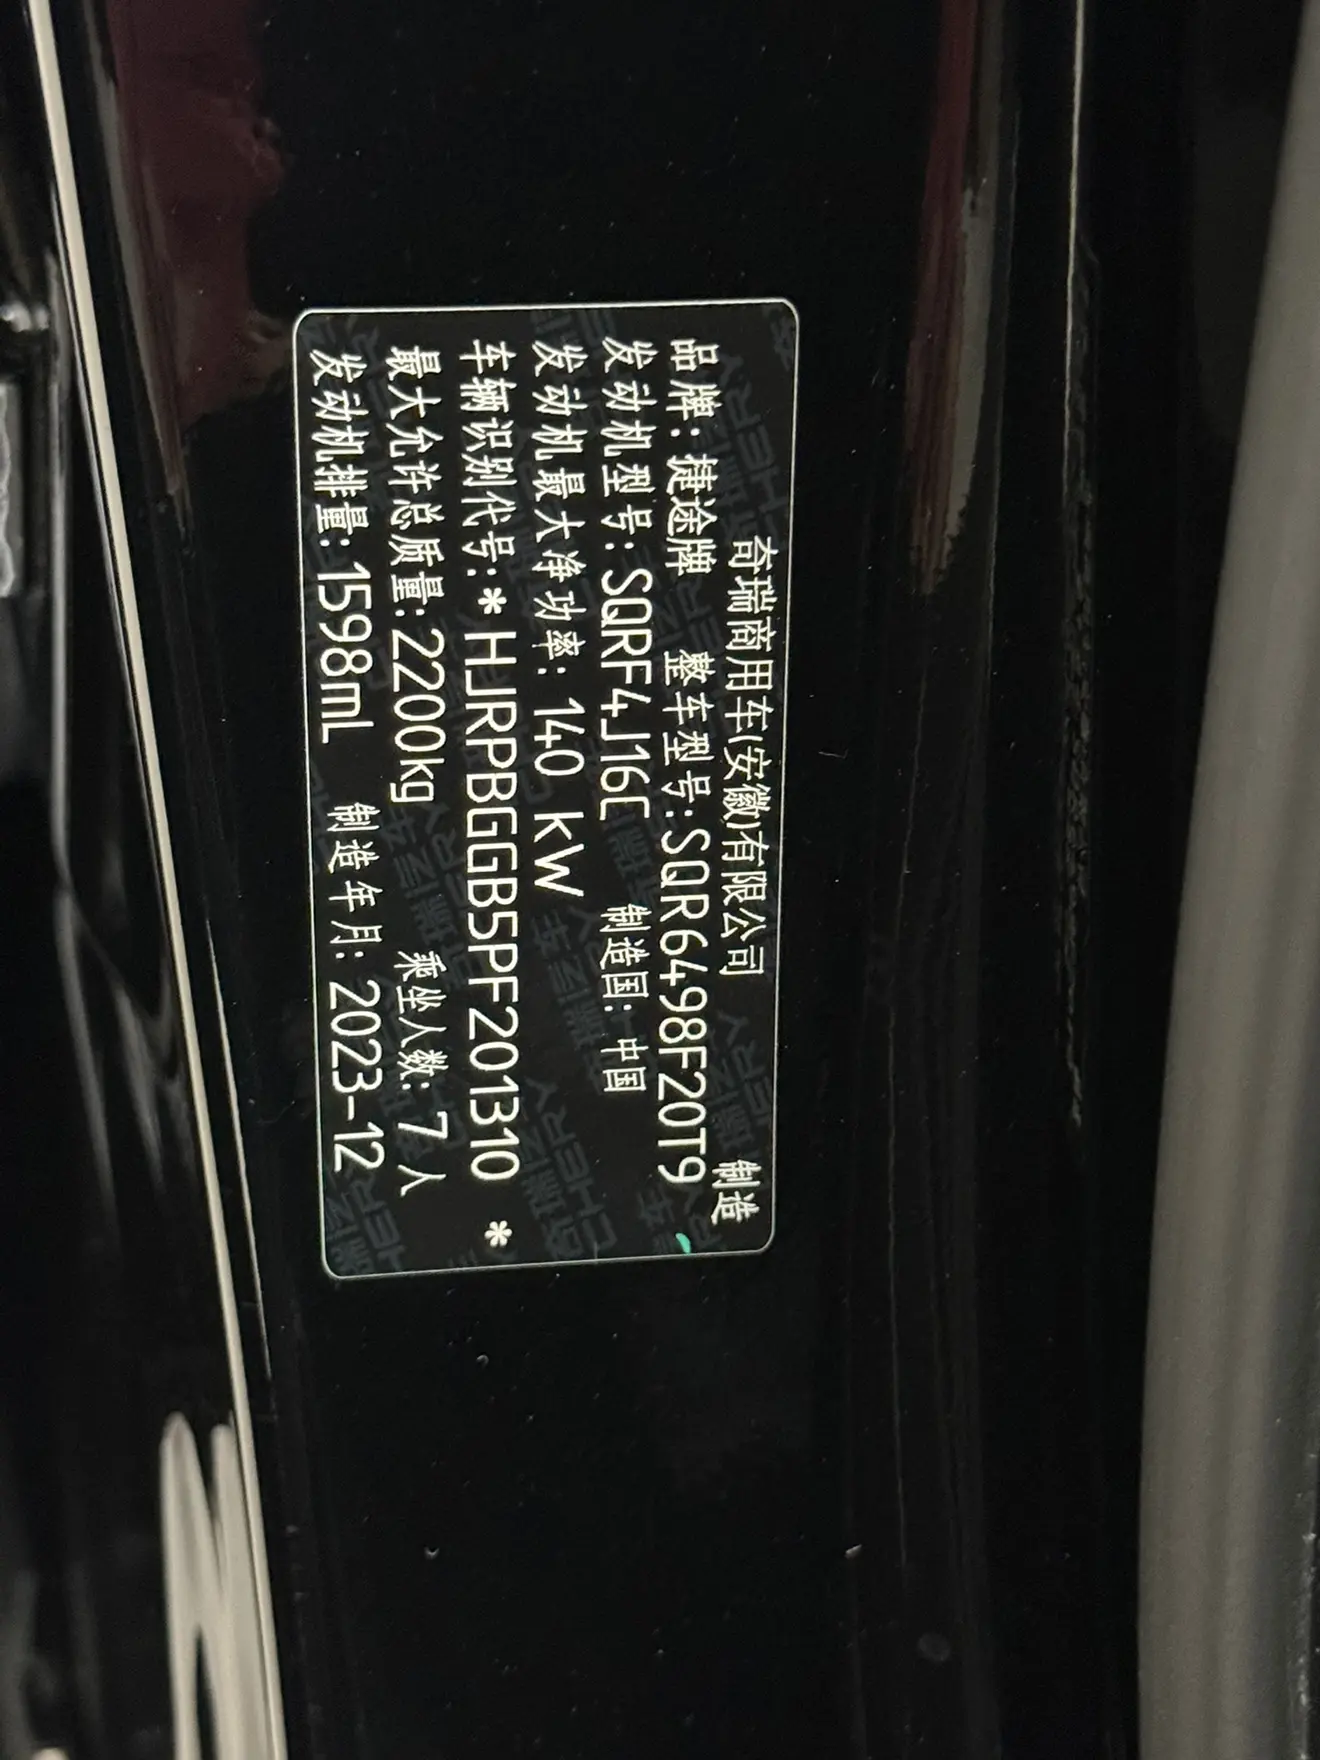 奇瑞商用车(安徽)有限公司 制造
品牌：捷途牌 整车型号：SQR6498F20T9
发动机型号：SQRF4J16C 制造国：中国
发动机最大净功率：140 kW
车辆识别代号：*HJRPBGGB5PF201310 *
最大允许总质量：2200kg 乘坐人数：7人
发动机排量：1598mL 制造年月：2023-12